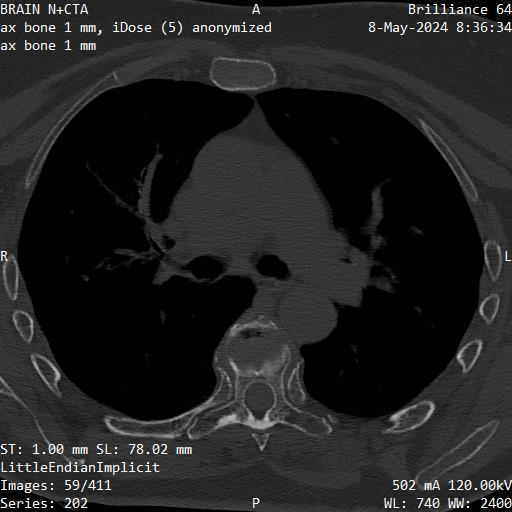 BRAIN N+CTA A Brilliance 64
ax bone 1 mm, iDose (5) anonymized 8-May-2024 8:36:34
ax bone 1 mm
R L
ST: 1.00 mm SL: 78.02 mm
LittleEndianImplicit
Images: 59/411 502 mA 120.00kV
Series: 202 P WL: 740 WW: 2400